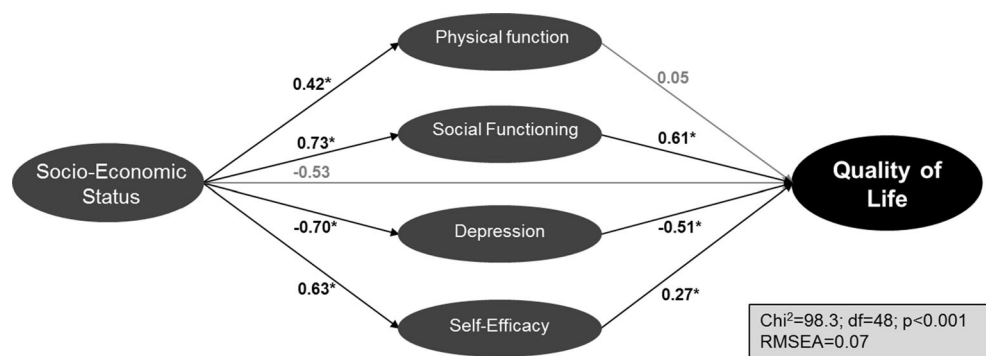 Physical function
0.42*
0.05
Social Functioning
0.73*
0.61*
Socio-Economic
Status
-0.53
Quality of
Life
Depression
-0.70*
-0.51*
0.63*
0.27*
Self-Efficacy
Chi²=98.3; df=48; p<0.001
RMSEA=0.07